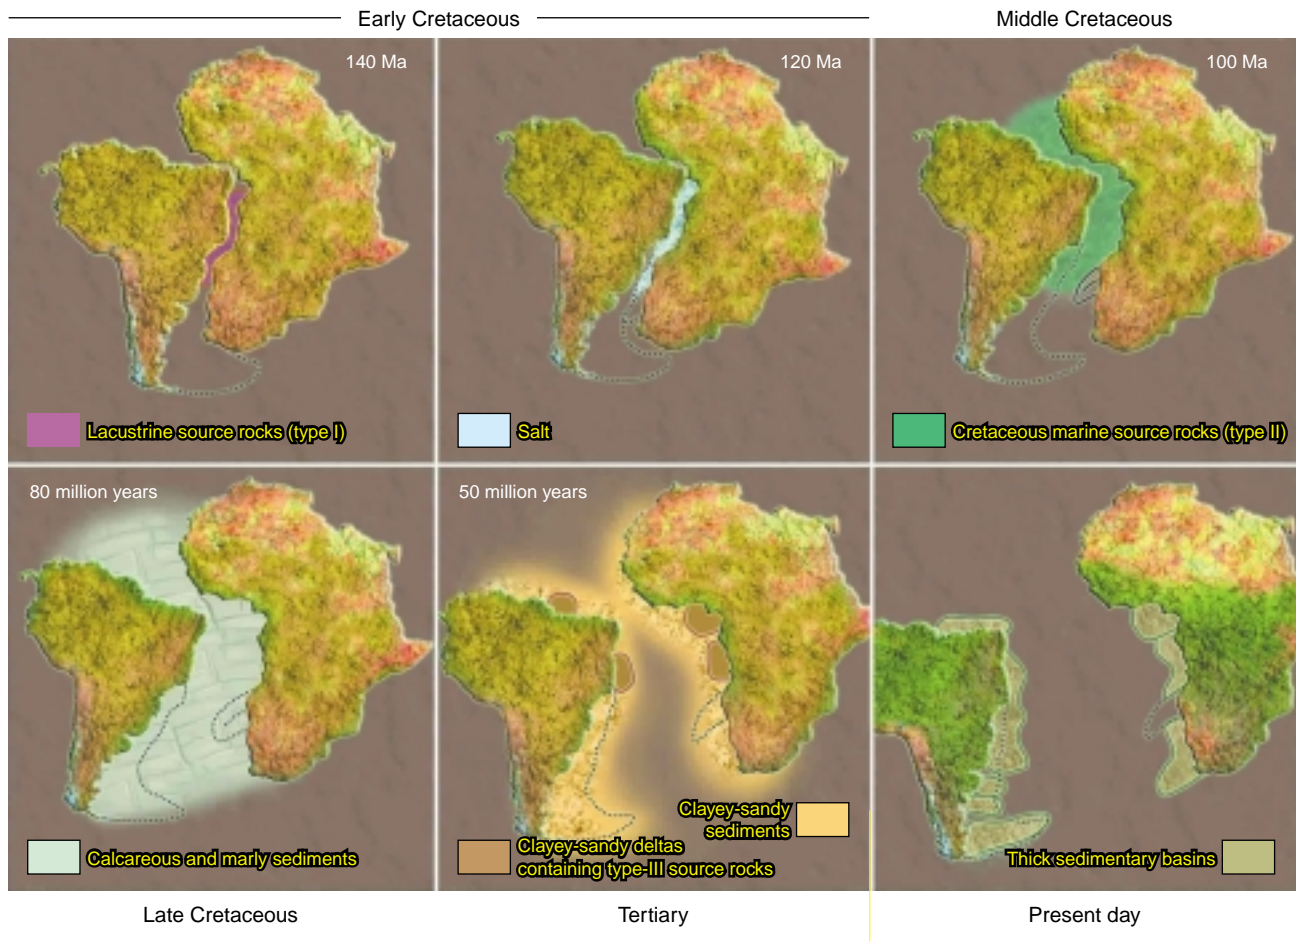 Early Cretaceous
Middle Cretaceous
140 Ma
120 Ma
100 Ma
Lacustrine source rocks (type I)
Salt
Cretaceous marine source rocks (type II)
80 million years
50 million years
Clayey-sandy
sediments
Calcareous and marly sediments
Clayey-sandy deltas
containing type-III source rocks
Thick sedimentary basins
Late Cretaceous
Tertiary
Present day